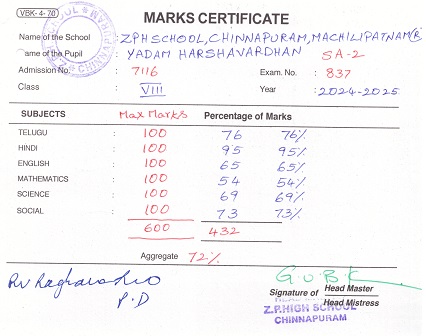 VBK- 4- 70
MARKS CERTIFICATE
Name of the School : Z.P.H SCHOOL, CHINNAPURAM, MACHILIPATNAM(R)
ame of the Pupil YADAM HARSHAVARDHAN SA-2
Admission No. : 7116 Exam. No. : 837
Class : VIII Year : 2024-2025
SUBJECTS Max Marks Percentage of Marks
TELUGU : 100 76 76%
HINDI : 100 95 95%
ENGLISH : 100 65 65%
MATHEMATICS : 100 54 54%
SCIENCE : 100 69 69%
SOCIAL : 100 73 73%
600 432
Aggregate 72%
P.D
G.U.B.K
Signature of Head Master
Head Mistress
Z.P.HIGH SCHOOL
CHINNAPURAM